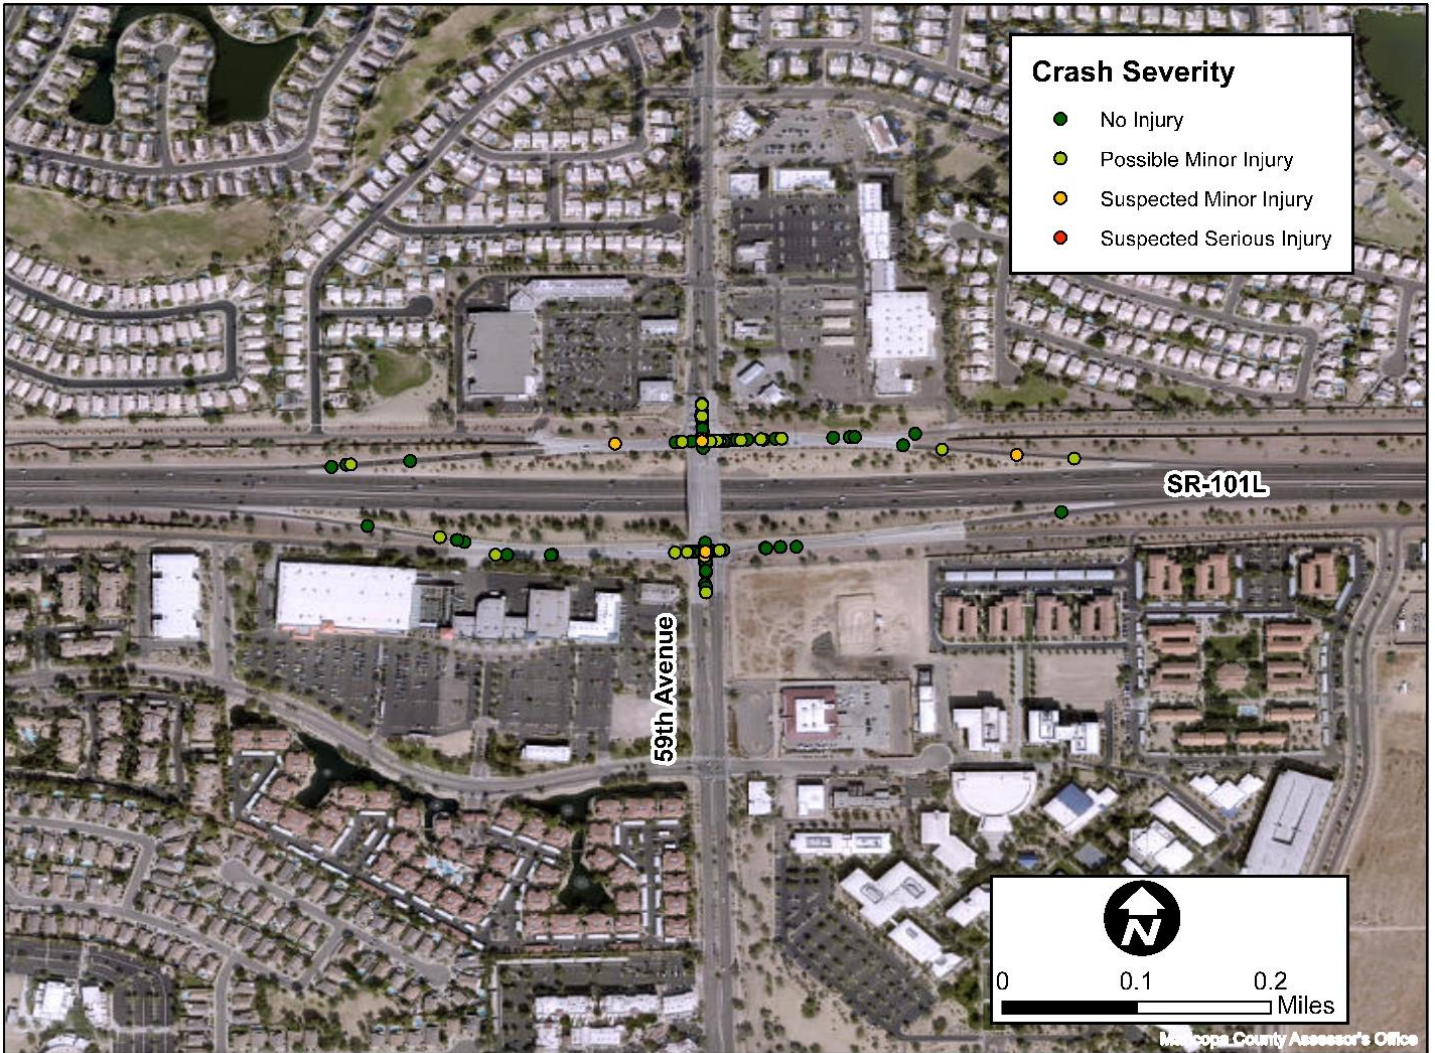 Crash Severity
No Injury
Possible Minor Injury
Suspected Minor Injury
Suspected Serious Injury
SR-101L
59th Avenue
N
0 0.1 0.2
Miles
Maricopa County Assessor's Office